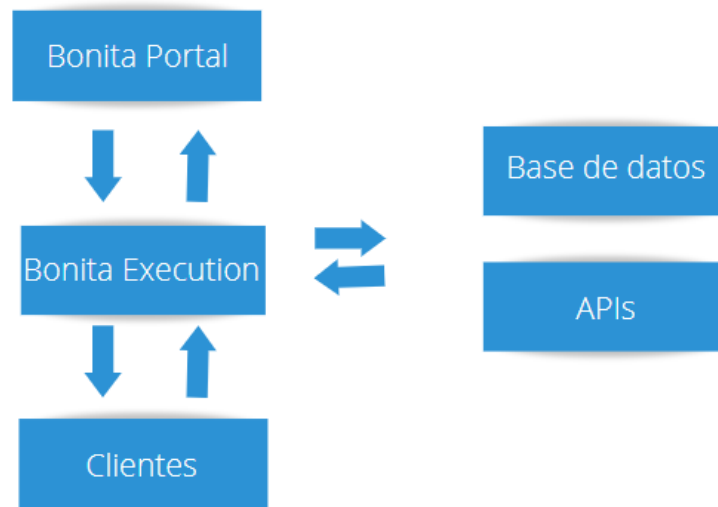 Bonita Portal
Base de datos
Bonita Execution
APIs
Clientes